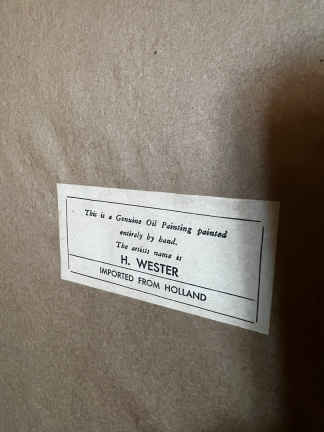 This is a Genuine Oil Painting painted
entirely by hand.
The artists name is
H. WESTER
IMPORTED FROM HOLLAND